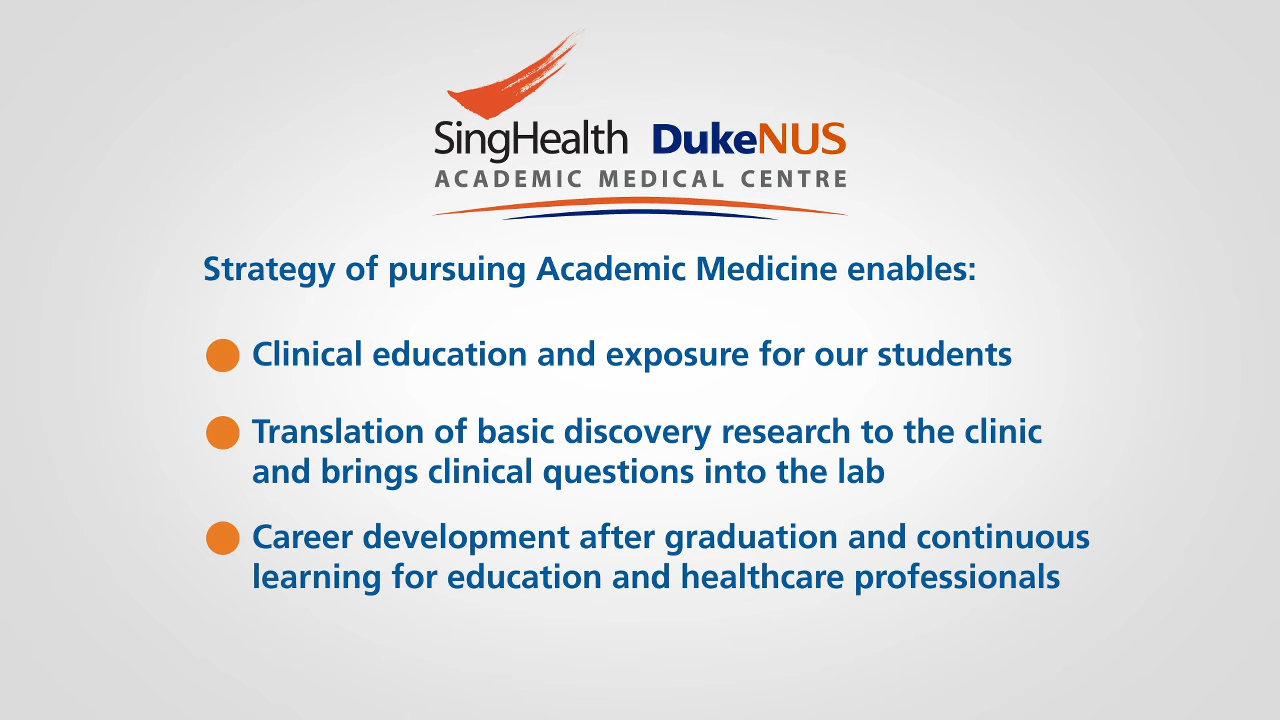 SingHealth DukeNUS
ACADEMIC MEDICAL CENTRE
Strategy of pursuing Academic Medicine enables:
Clinical education and exposure for our students
Translation of basic discovery research to the clinic
and brings clinical questions into the lab
Career development after graduation and continuous
learning for education and healthcare professionals